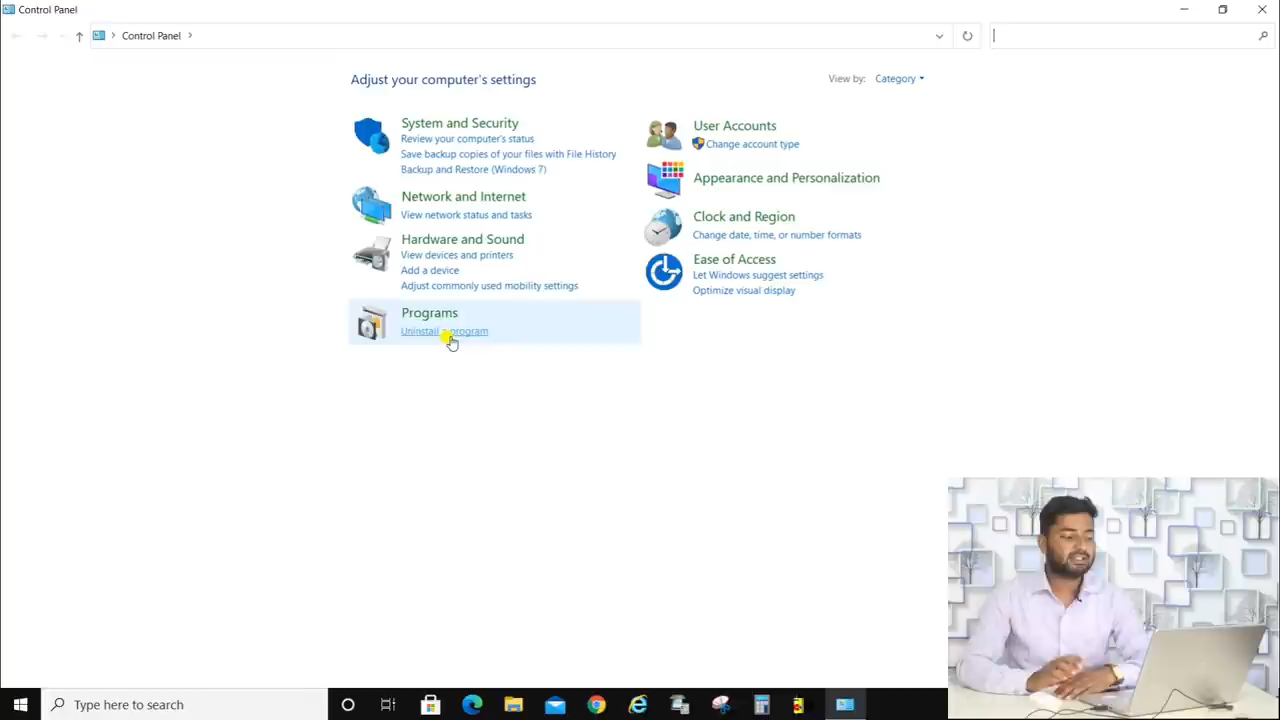 Control Panel
Control Panel
Adjust your computer's settings
View by: Category
System and Security
Review your computer's status
Save backup copies of your files with File History
Backup and Restore (Windows 7)
Network and Internet
View network status and tasks
Hardware and Sound
View devices and printers
Add a device
Adjust commonly used mobility settings
Programs
Uninstall a program
User Accounts
Change account type
Appearance and Personalization
Clock and Region
Change date, time, or number formats
Ease of Access
Let Windows suggest settings
Optimize visual display
Type here to search